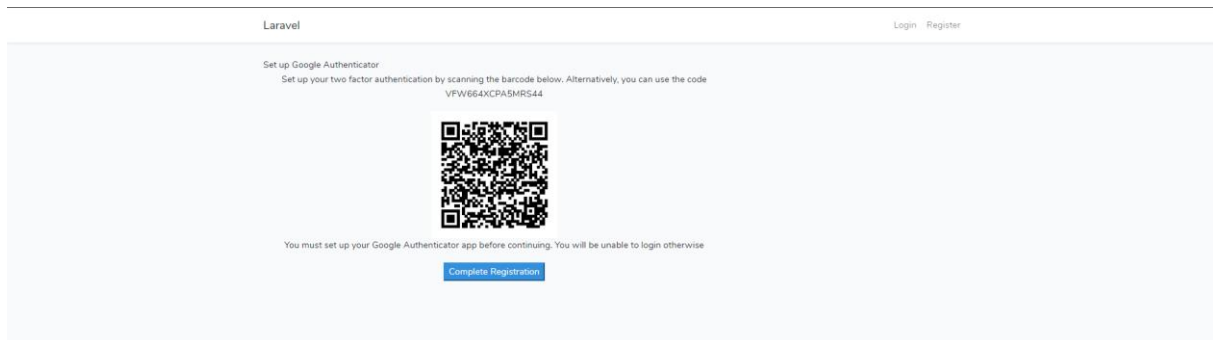 Laravel
Login Register
Set up Google Authenticator
Set up your two factor authentication by scanning the barcode below. Alternatively, you can use the code
VFW664XCPA5MRS44
You must set up your Google Authenticator app before continuing. You will be unable to login otherwise
Complete Registration